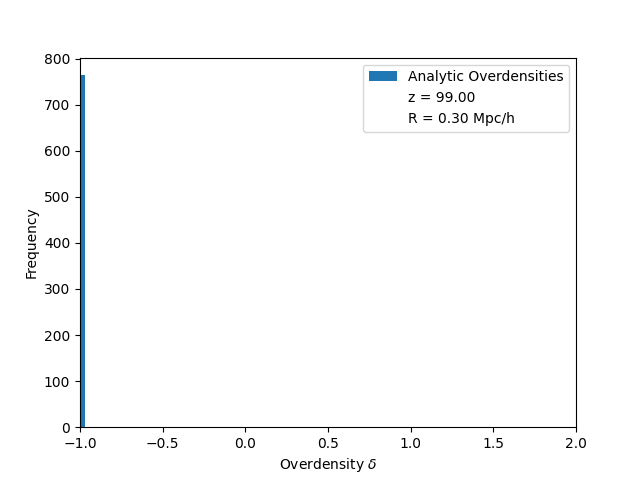 800
700
600
500
400
300
200
100
0
Frequency
−1.0 −0.5 0.0 0.5 1.0 1.5 2.0
Overdensity δ
Analytic Overdensities
z = 99.00
R = 0.30 Mpc/h